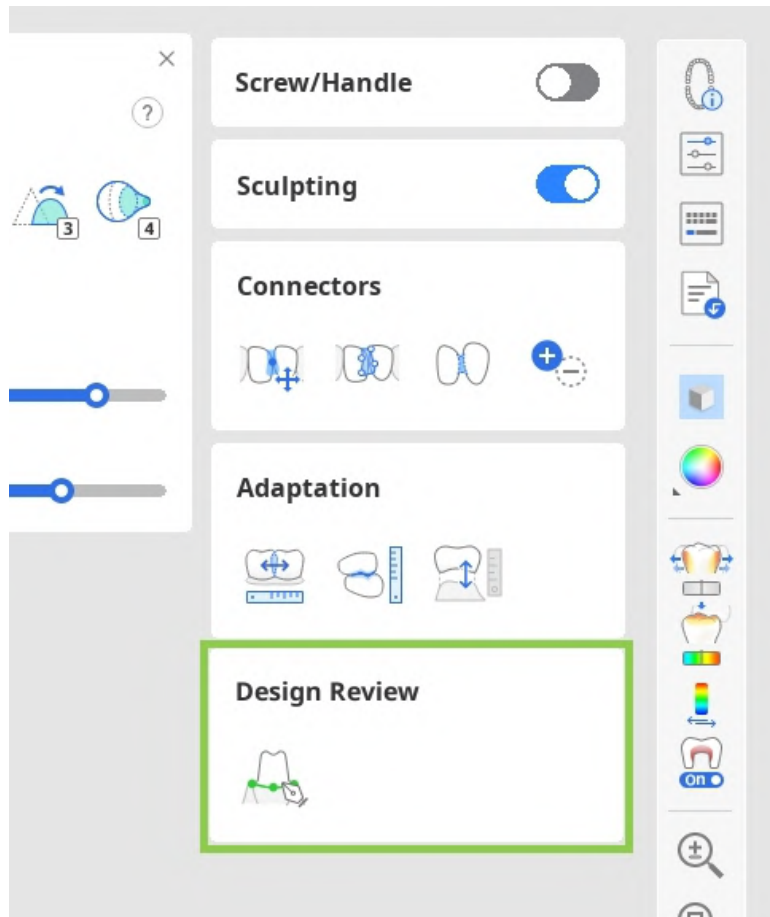 ?
3
4
Screw/Handle
Sculpting
Connectors
Adaptation
Design Review
On